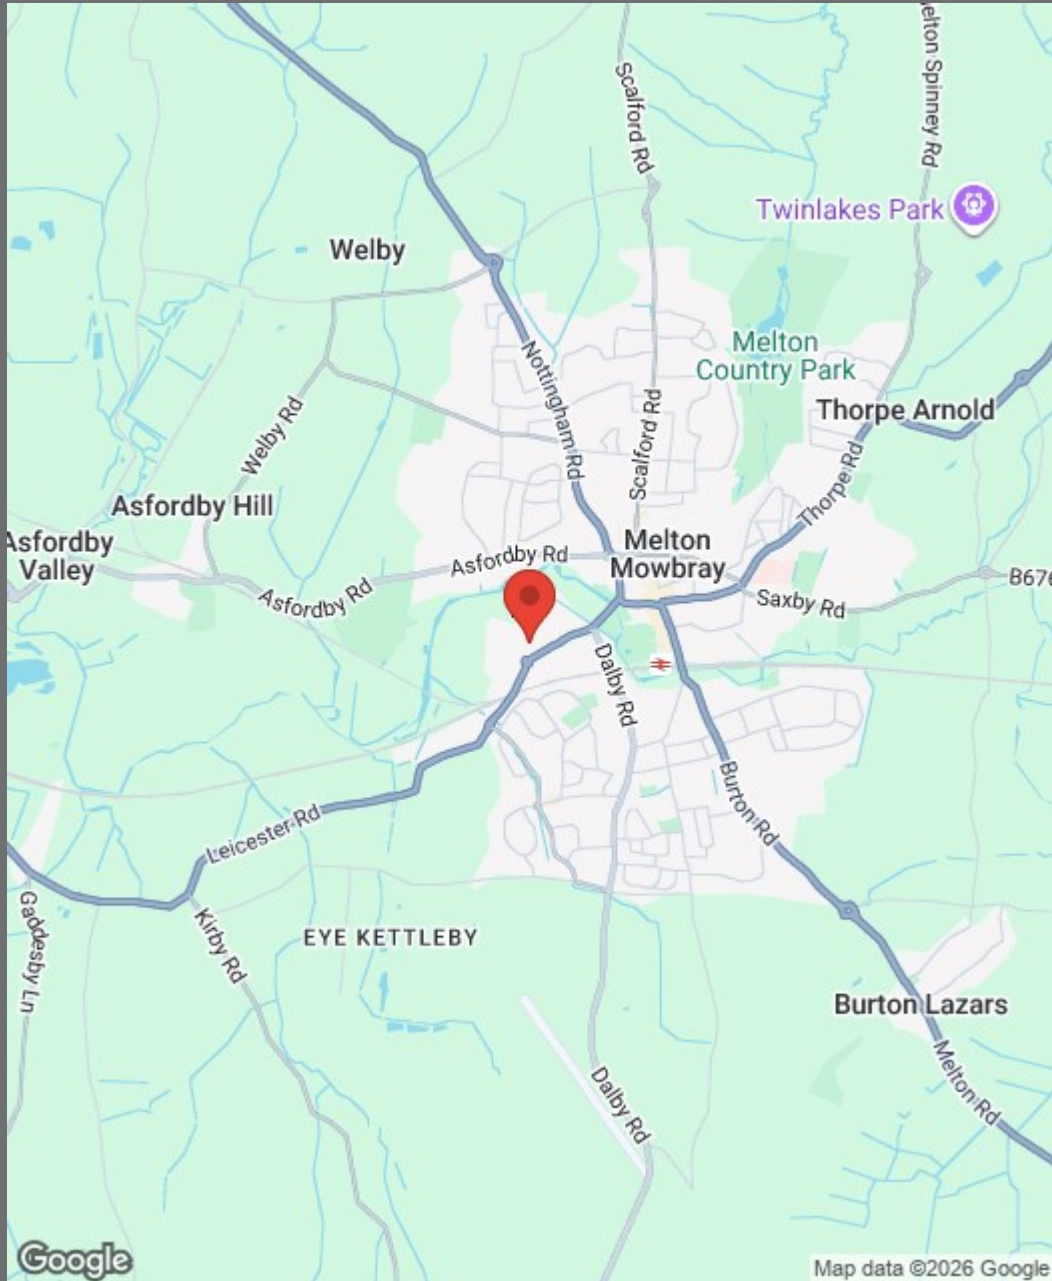 elton Spinney Rd
Scalford Rd
Twinlakes Park
Welby
Melton
Country Park
Nottingham Rd
Scalford Rd
Thorpe Arnold
Welby Rd
Thorpe Rd
Asfordby Hill
Asfordby
Valley
Asfordby Rd
Melton
Mowbray
B676
Asfordby Rd
Saxby Rd
Dalby Rd
Burton Rd
Leicester Rd
Gaddesby Ln
Kirby Rd
EYE KETTLEBY
Burton Lazars
Melton Rd
Dalby Rd
Google
Map data ©2026 Google